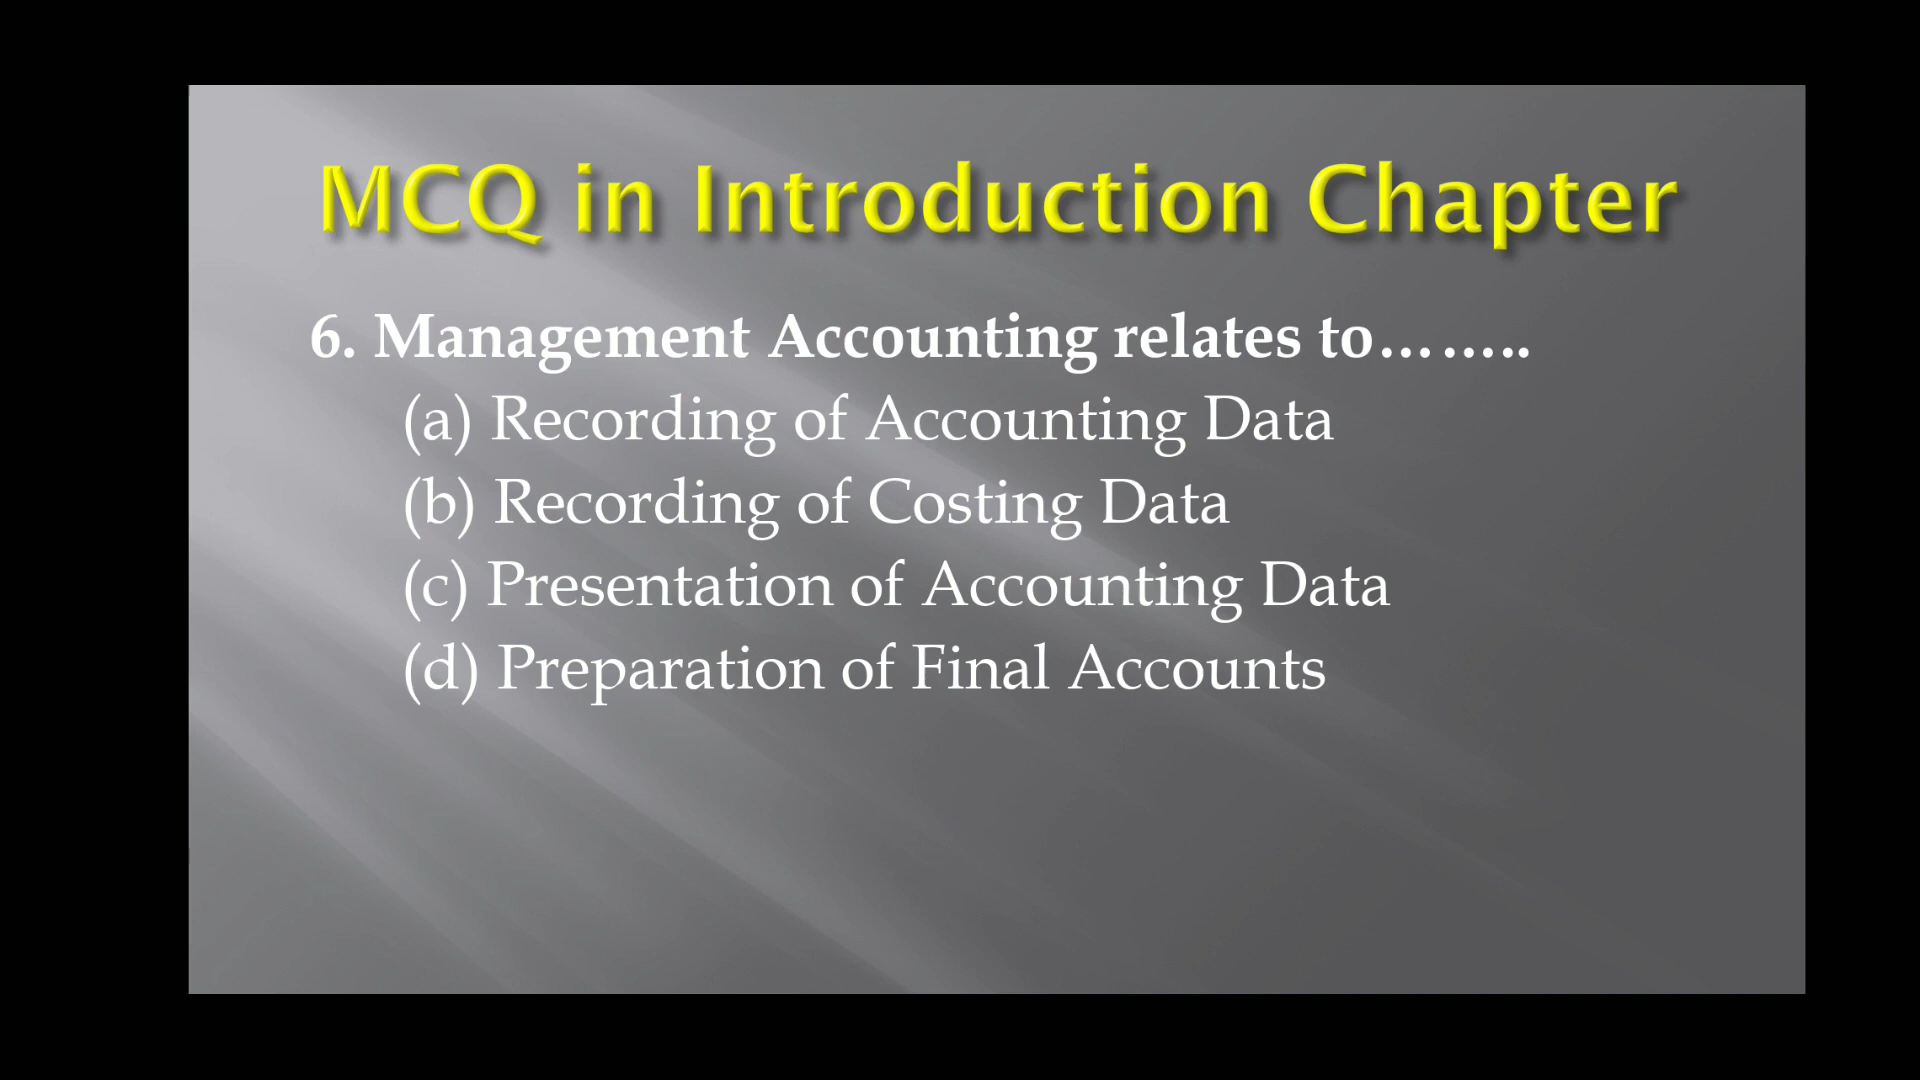 MCQ in Introduction Chapter
6. Management Accounting relates to……..
(a) Recording of Accounting Data
(b) Recording of Costing Data
(c) Presentation of Accounting Data
(d) Preparation of Final Accounts